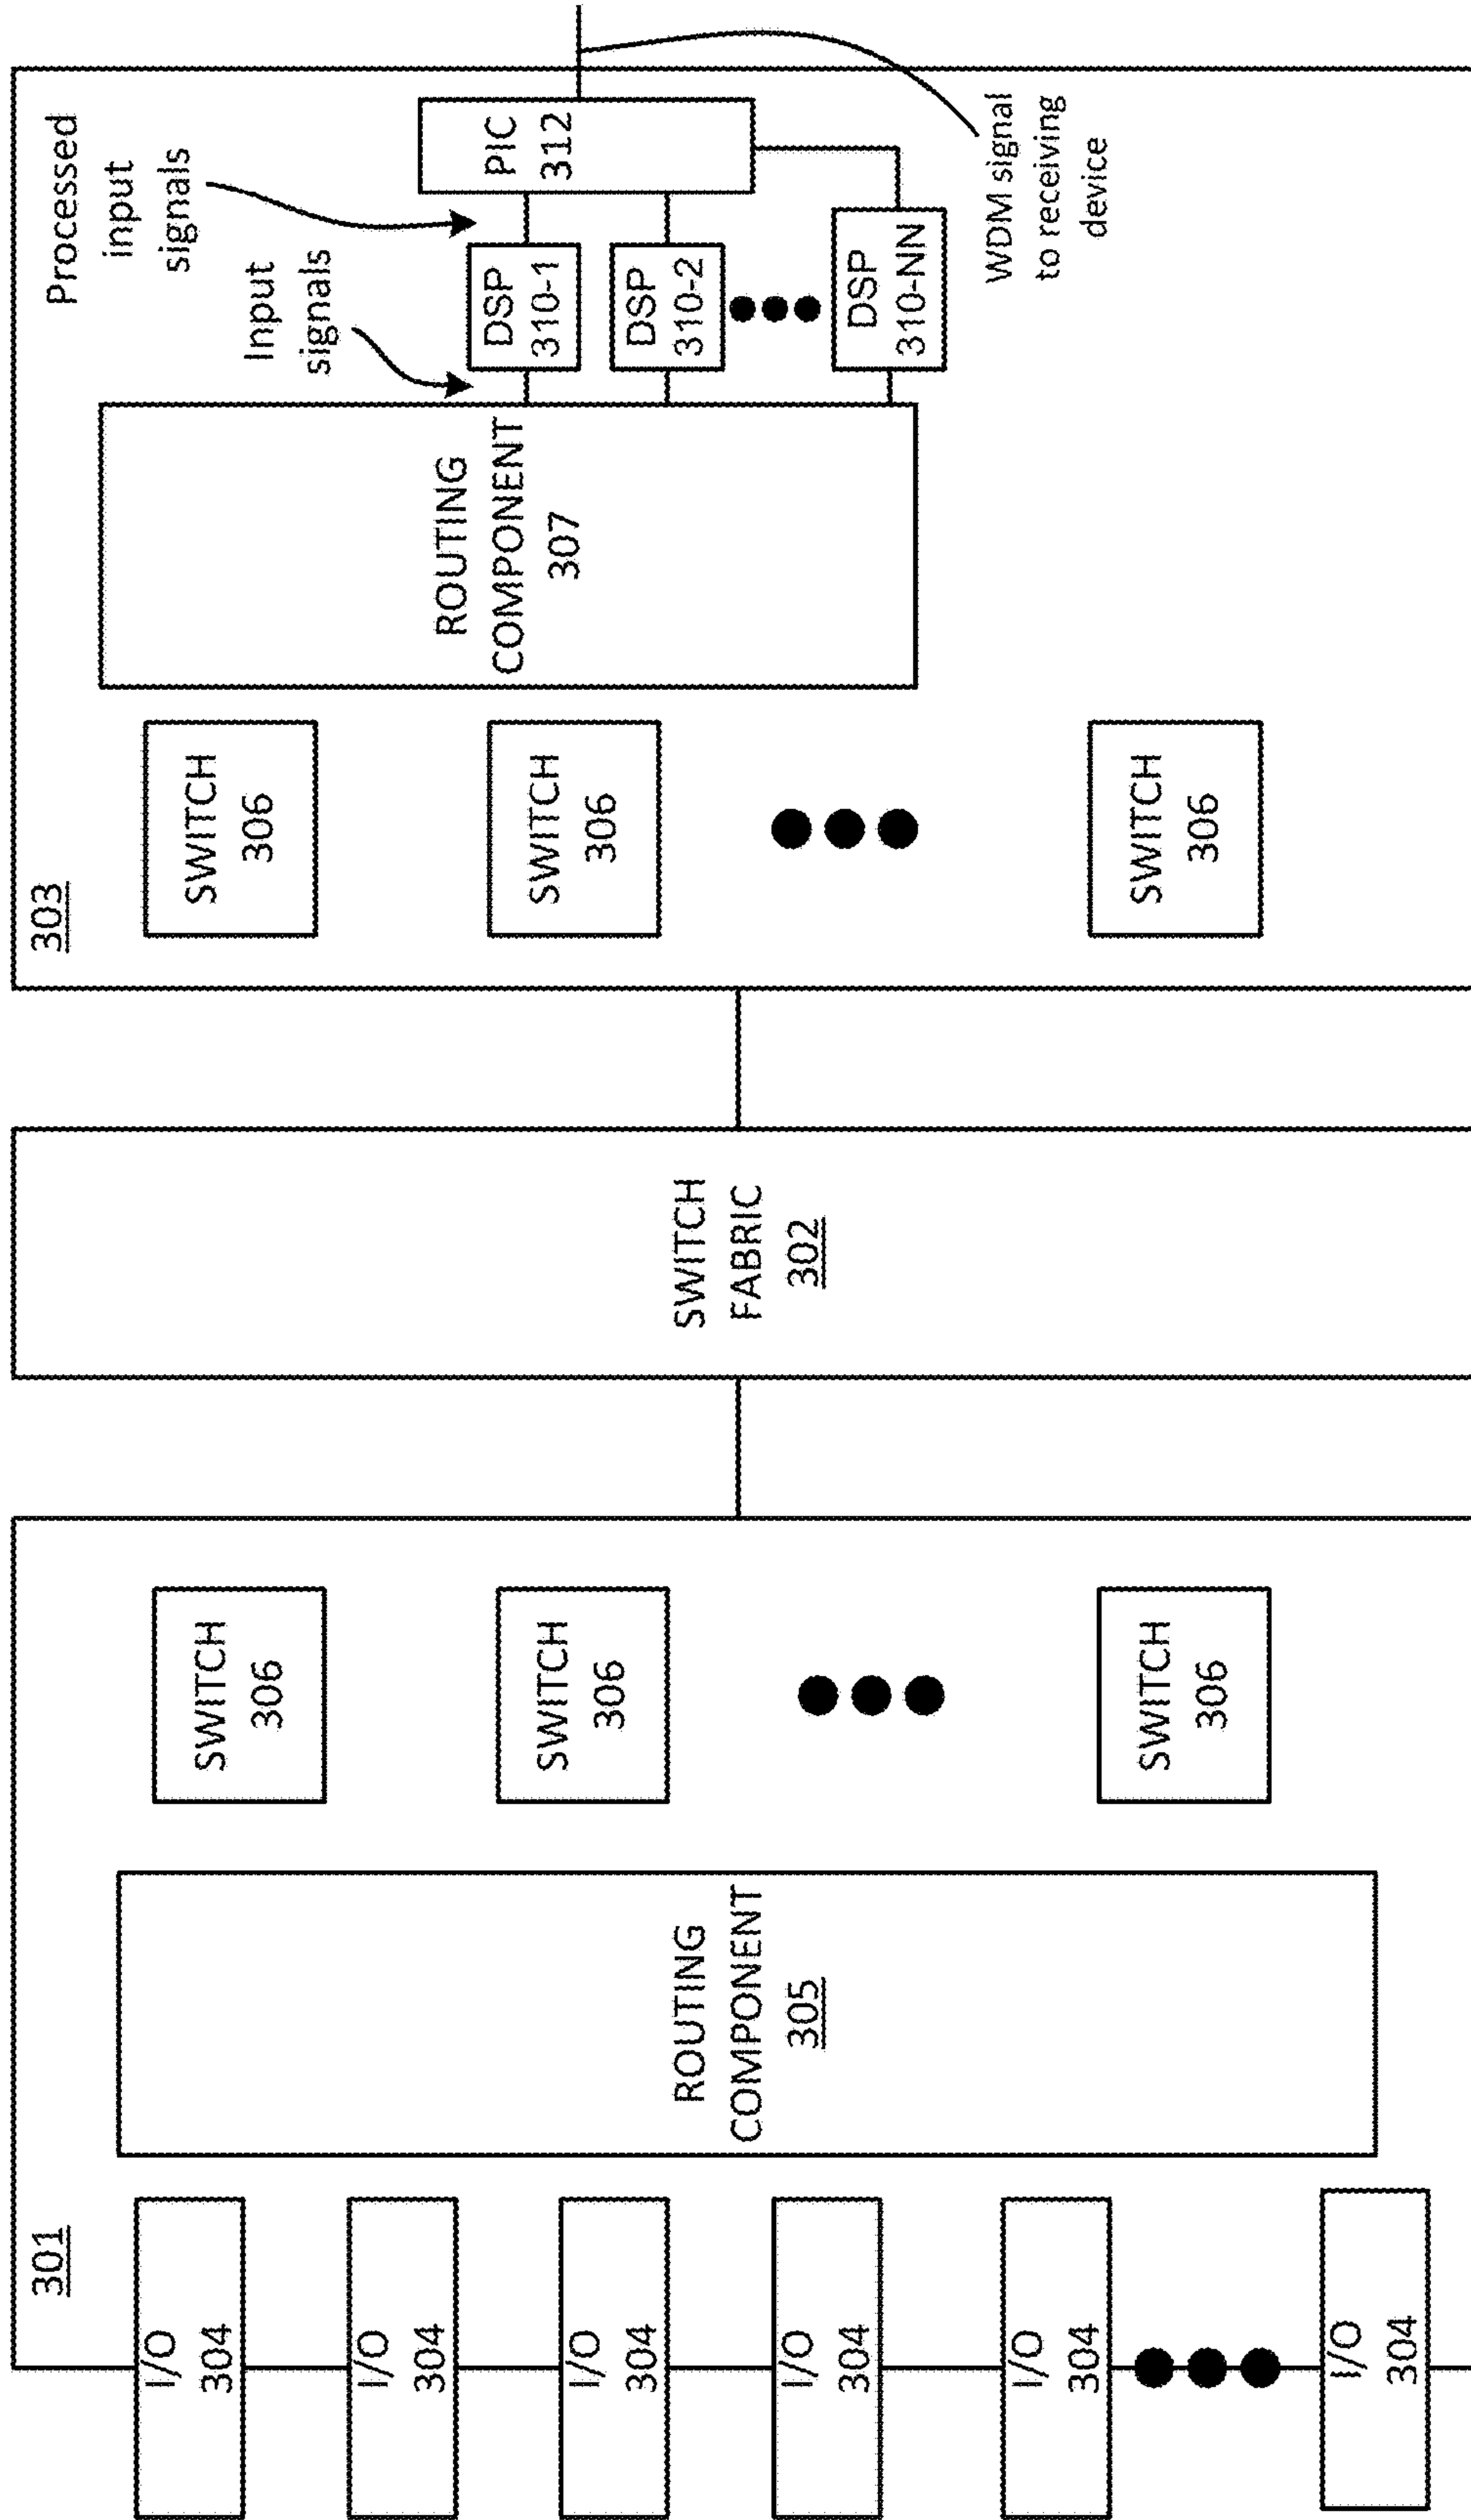 301
I/O
304
I/O
304
I/O
304
I/O
304
I/O
304
I/O
304
ROUTING
COMPONENT
305
SWITCH
306
SWITCH
306
SWITCH
306
SWITCH
FABRIC
302
303
SWITCH
306
SWITCH
306
SWITCH
306
ROUTING
COMPONENT
307
Input
signals
Processed
input
signals
DSP
310-1
DSP
310-2
DSP
310-NN
PIC
312
WDM signal
to receiving
device